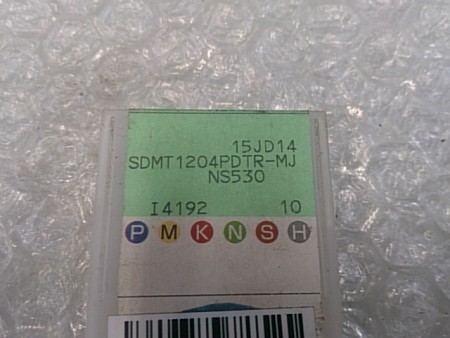 15JD14
SDMT1204PDTR-MJ
NS530
I4192 10
P M K N S H